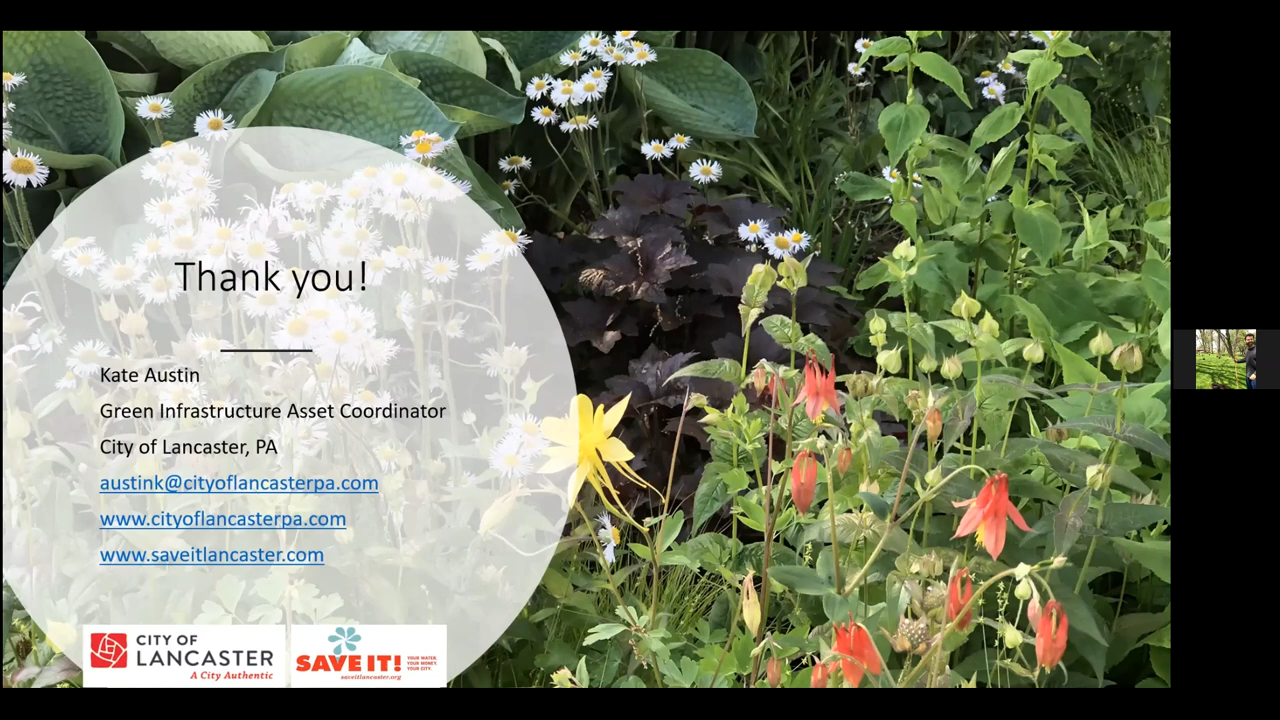 Thank you!
Kate Austin
Green Infrastructure Asset Coordinator
City of Lancaster, PA
austink@cityoflancasterpa.com
www.cityoflancasterpa.com
www.saveitlancaster.com
CITY OF
LANCASTER
A City Authentic
SAVE IT!
YOUR WATER.
YOUR MONEY.
YOUR CITY.
saveitlancaster.org